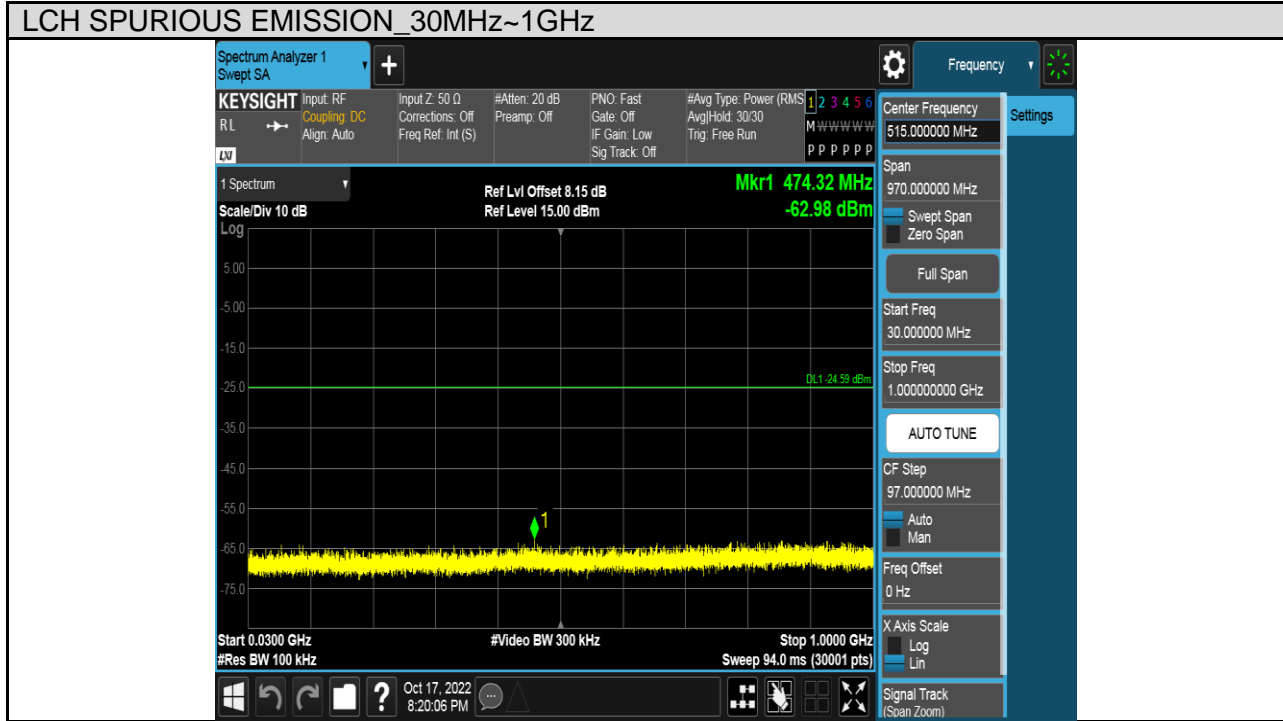 LCH SPURIOUS EMISSION_30MHz~1GHz
Spectrum Analyzer 1
Swept SA
+
Frequency
KEYSIGHT
RL
LXI
Input: RF
Coupling: DC
Align: Auto
Input Z: 50 Ω
Corrections: Off
Freq Ref: Int (S)
#Atten: 20 dB
Preamp: Off
PNO: Fast
Gate: Off
IF Gain: Low
Sig Track: Off
#Avg Type: Power (RMS
Avg|Hold: 30/30
Trig: Free Run
1 2 3 4 5 6
M W W W W W
P P P P P P
1 Spectrum
Scale/Div 10 dB
Ref Lvl Offset 8.15 dB
Ref Level 15.00 dBm
Mkr1 474.32 MHz
-62.98 dBm
Log
5.00
-5.00
-15.0
-25.0
-35.0
-45.0
-55.0
-65.0
-75.0
DL1 -24.59 dBm
1
Start 0.0300 GHz
#Res BW 100 kHz
#Video BW 300 kHz
Stop 1.0000 GHz
Sweep 94.0 ms (30001 pts)
Center Frequency
515.000000 MHz
Settings
Span
970.000000 MHz
Swept Span
Zero Span
Full Span
Start Freq
30.000000 MHz
Stop Freq
1.000000000 GHz
AUTO TUNE
CF Step
97.000000 MHz
Auto
Man
Freq Offset
0 Hz
X Axis Scale
Log
Lin
Signal Track
(Span Zoom)
?
Oct 17, 2022
8:20:06 PM